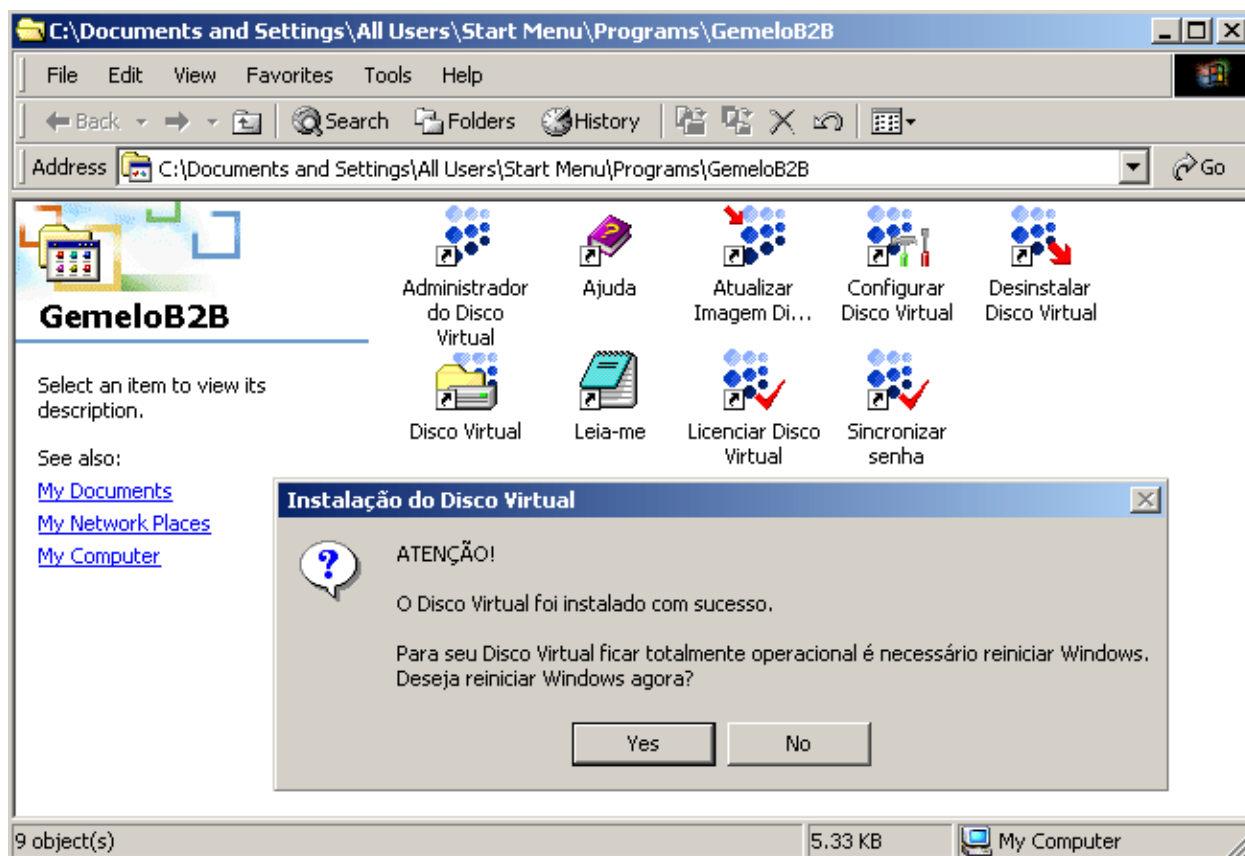 C:\Documents and Settings\All Users\Start Menu\Programs\GemeloB2B
File Edit View Favorites Tools Help
Back Search Folders History
Address C:\Documents and Settings\All Users\Start Menu\Programs\GemeloB2B Go
GemeloB2B
Select an item to view its
description.
See also:
My Documents
My Network Places
My Computer
Administrador
do Disco
Virtual
Ajuda
Atualizar
Imagem Di...
Configurar
Disco Virtual
Desinstalar
Disco Virtual
Disco Virtual
Leia-me
Licenciar Disco
Virtual
Sincronizar
senha
Instalação do Disco Virtual
ATENÇÃO!
O Disco Virtual foi instalado com sucesso.
Para seu Disco Virtual ficar totalmente operacional é necessário reiniciar Windows.
Deseja reiniciar Windows agora?
Yes No
9 object(s) 5.33 KB My Computer